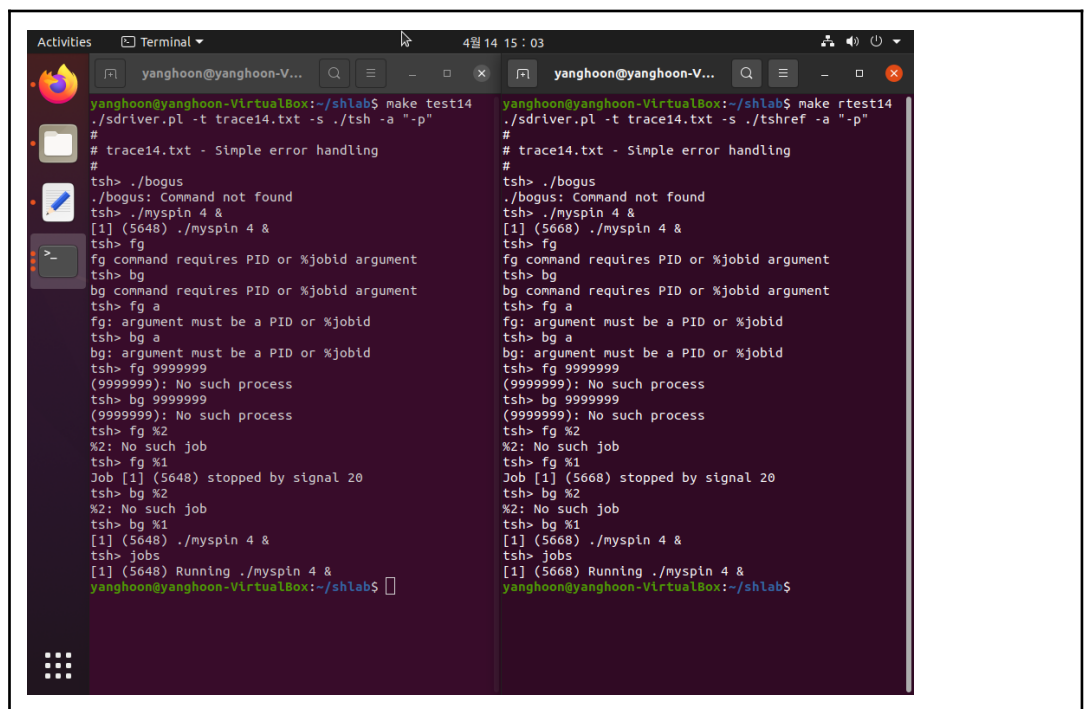 Activities
Terminal
4월 14 15 : 03
yanghoon@yanghoon-V...
yanghoon@yanghoon-VirtualBox:~/shlab$ make test14
./sdriver.pl -t trace14.txt -s ./tsh -a "-p"
#
# trace14.txt - Simple error handling
#
tsh> ./bogus
./bogus: Command not found
tsh> ./myspin 4 &
[1] (5648) ./myspin 4 &
tsh> fg
fg command requires PID or %jobid argument
tsh> bg
bg command requires PID or %jobid argument
tsh> fg a
fg: argument must be a PID or %jobid
tsh> bg a
bg: argument must be a PID or %jobid
tsh> fg 9999999
(9999999): No such process
tsh> bg 9999999
(9999999): No such process
tsh> fg %2
%2: No such job
tsh> fg %1
Job [1] (5648) stopped by signal 20
tsh> bg %2
%2: No such job
tsh> bg %1
[1] (5648) ./myspin 4 &
tsh> jobs
[1] (5648) Running ./myspin 4 &
yanghoon@yanghoon-VirtualBox:~/shlab$
yanghoon@yanghoon-V...
yanghoon@yanghoon-VirtualBox:~/shlab$ make rtest14
./sdriver.pl -t trace14.txt -s ./tshref -a "-p"
#
# trace14.txt - Simple error handling
#
tsh> ./bogus
./bogus: Command not found
tsh> ./myspin 4 &
[1] (5668) ./myspin 4 &
tsh> fg
fg command requires PID or %jobid argument
tsh> bg
bg command requires PID or %jobid argument
tsh> fg a
fg: argument must be a PID or %jobid
tsh> bg a
bg: argument must be a PID or %jobid
tsh> fg 9999999
(9999999): No such process
tsh> bg 9999999
(9999999): No such process
tsh> fg %2
%2: No such job
tsh> fg %1
Job [1] (5668) stopped by signal 20
tsh> bg %2
%2: No such job
tsh> bg %1
[1] (5668) ./myspin 4 &
tsh> jobs
[1] (5668) Running ./myspin 4 &
yanghoon@yanghoon-VirtualBox:~/shlab$